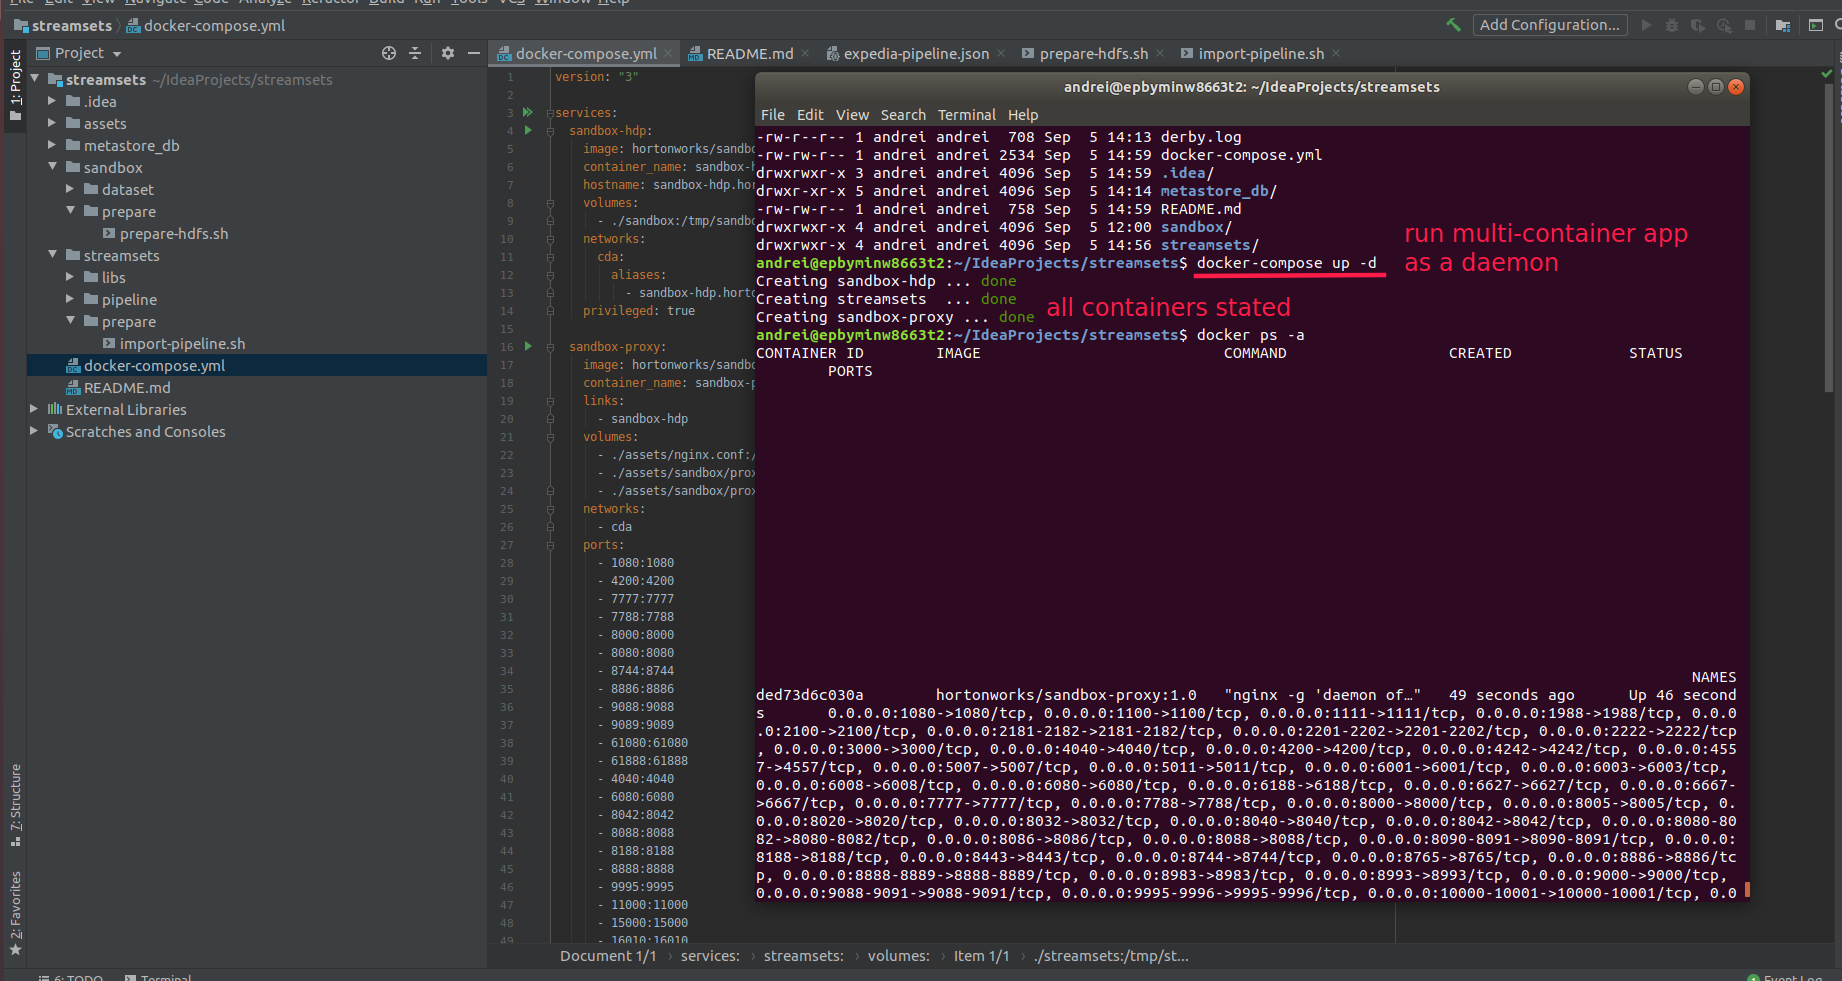 streamsets
docker-compose.yml
Add Configuration...
1: Project
Project
docker-compose.yml
README.md
expedia-pipeline.json
prepare-hdfs.sh
import-pipeline.sh
streamsets ~/IdeaProjects/streamsets
.idea
assets
metastore_db
sandbox
dataset
prepare
prepare-hdfs.sh
streamsets
libs
pipeline
prepare
import-pipeline.sh
docker-compose.yml
README.md
External Libraries
Scratches and Consoles
7: Structure
2: Favorites
1 version: "3"
2
3 services:
4 sandbox-hdp:
5 image: hortonworks/sandbo
6 container_name: sandbox-h
7 hostname: sandbox-hdp.hor
8 volumes:
9 - ./sandbox:/tmp/sandbo
10 networks:
11 cda:
12 aliases:
13 - sandbox-hdp.horto
14 privileged: true
15
16 sandbox-proxy:
17 image: hortonworks/sandbo
18 container_name: sandbox-p
19 links:
20 - sandbox-hdp
21 volumes:
22 - ./assets/nginx.conf:/
23 - ./assets/sandbox/prox
24 - ./assets/sandbox/prox
25 networks:
26 - cda
27 ports:
28 - 1080:1080
29 - 4200:4200
30 - 7777:7777
31 - 7788:7788
32 - 8000:8000
33 - 8080:8080
34 - 8744:8744
35 - 8886:8886
36 - 9088:9088
37 - 9089:9089
38 - 61080:61080
39 - 61888:61888
40 - 4040:4040
41 - 6080:6080
42 - 8042:8042
43 - 8088:8088
44 - 8188:8188
45 - 8888:8888
46 - 9995:9995
47 - 11000:11000
48 - 15000:15000
49 - 16010:16010
andrei@epbyminw8663t2: ~/IdeaProjects/streamsets
File Edit View Search Terminal Help
-rw-r--r-- 1 andrei andrei 708 Sep 5 14:13 derby.log
-rw-rw-r-- 1 andrei andrei 2534 Sep 5 14:59 docker-compose.yml
drwxrwxr-x 3 andrei andrei 4096 Sep 5 14:59 .idea/
drwxr-xr-x 5 andrei andrei 4096 Sep 5 14:14 metastore_db/
-rw-rw-r-- 1 andrei andrei 758 Sep 5 14:59 README.md
drwxrwxr-x 4 andrei andrei 4096 Sep 5 12:00 sandbox/
drwxrwxr-x 4 andrei andrei 4096 Sep 5 14:56 streamsets/
andrei@epbyminw8663t2:~/IdeaProjects/streamsets$ docker-compose up -d
run multi-container app
as a daemon
Creating sandbox-hdp ... done
Creating streamsets ... done
Creating sandbox-proxy ... done
all containers stated
andrei@epbyminw8663t2:~/IdeaProjects/streamsets$ docker ps -a
CONTAINER ID IMAGE COMMAND CREATED STATUS
PORTS
NAMES
ded73d6c030a hortonworks/sandbox-proxy:1.0 "nginx -g 'daemon of…" 49 seconds ago Up 46 second
s 0.0.0.0:1080->1080/tcp, 0.0.0.0:1100->1100/tcp, 0.0.0.0:1111->1111/tcp, 0.0.0.0:1988->1988/tcp, 0.0.0
.0:2100->2100/tcp, 0.0.0.0:2181-2182->2181-2182/tcp, 0.0.0.0:2201-2202->2201-2202/tcp, 0.0.0.0:2222->2222/tcp
, 0.0.0.0:3000->3000/tcp, 0.0.0.0:4040->4040/tcp, 0.0.0.0:4200->4200/tcp, 0.0.0.0:4242->4242/tcp, 0.0.0.0:455
7->4557/tcp, 0.0.0.0:5007->5007/tcp, 0.0.0.0:5011->5011/tcp, 0.0.0.0:6001->6001/tcp, 0.0.0.0:6003->6003/tcp,
0.0.0.0:6008->6008/tcp, 0.0.0.0:6080->6080/tcp, 0.0.0.0:6188->6188/tcp, 0.0.0.0:6627->6627/tcp, 0.0.0.0:6667-
>6667/tcp, 0.0.0.0:7777->7777/tcp, 0.0.0.0:7788->7788/tcp, 0.0.0.0:8000->8000/tcp, 0.0.0.0:8005->8005/tcp, 0.
0.0.0:8020->8020/tcp, 0.0.0.0:8032->8032/tcp, 0.0.0.0:8040->8040/tcp, 0.0.0.0:8042->8042/tcp, 0.0.0.0:8080-80
82->8080-8082/tcp, 0.0.0.0:8086->8086/tcp, 0.0.0.0:8088->8088/tcp, 0.0.0.0:8090-8091->8090-8091/tcp, 0.0.0.0:
8188->8188/tcp, 0.0.0.0:8443->8443/tcp, 0.0.0.0:8744->8744/tcp, 0.0.0.0:8765->8765/tcp, 0.0.0.0:8886->8886/tc
p, 0.0.0.0:8888-8889->8888-8889/tcp, 0.0.0.0:8983->8983/tcp, 0.0.0.0:8993->8993/tcp, 0.0.0.0:9000->9000/tcp,
0.0.0.0:9088-9091->9088-9091/tcp, 0.0.0.0:9995-9996->9995-9996/tcp, 0.0.0.0:10000-10001->10000-10001/tcp, 0.0
Document 1/1 › services: › streamsets: › volumes: › Item 1/1 › ./streamsets:/tmp/st...
6: TODO
Terminal
Event Log